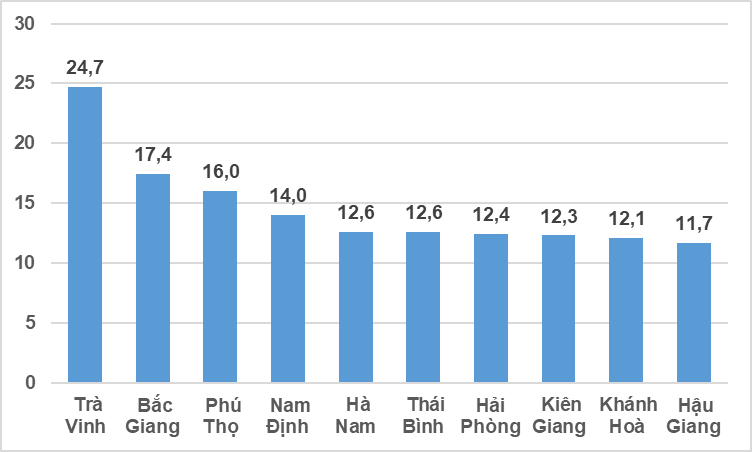 30
25
20
15
10
5
0
24,7
17,4
16,0
14,0
12,6
12,6
12,4
12,3
12,1
11,7
Trà
Vinh
Bắc
Giang
Phú
Thọ
Nam
Định
Hà
Nam
Thái
Bình
Hải
Phòng
Kiên
Giang
Khánh
Hoà
Hậu
Giang